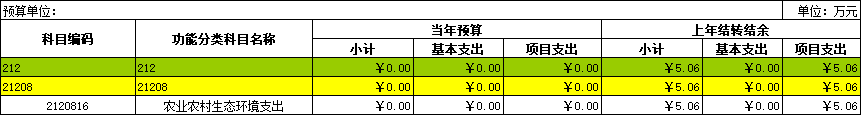 预算单位: 单位：万元
科目编码 功能分类科目名称 当年预算 上年结转结余
小计 基本支出 项目支出 小计 基本支出 项目支出
212 212 ￥0.00 ￥0.00 ￥0.00 ￥5.06 ￥0.00 ￥5.06
21208 21208 ￥0.00 ￥0.00 ￥0.00 ￥5.06 ￥0.00 ￥5.06
2120816 农业农村生态环境支出 ￥0.00 ￥0.00 ￥0.00 ￥5.06 ￥0.00 ￥5.06